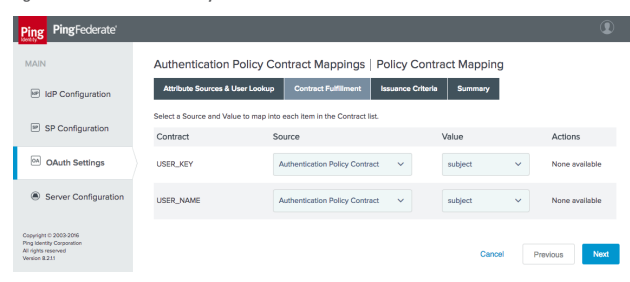 Ping
Identity
PingFederate®
MAIN
IdP Configuration
SP Configuration
OAuth Settings
Server Configuration
Copyright © 2003-2016
Ping Identity Corporation
All rights reserved
Version 8.2.1.1
Authentication Policy Contract Mappings | Policy Contract Mapping
Attribute Sources & User Lookup Contract Fulfillment Issuance Criteria Summary
Select a Source and Value to map into each item in the Contract list.
Contract Source Value Actions
USER_KEY Authentication Policy Contract subject None available
USER_NAME Authentication Policy Contract subject None available
Cancel Previous Next